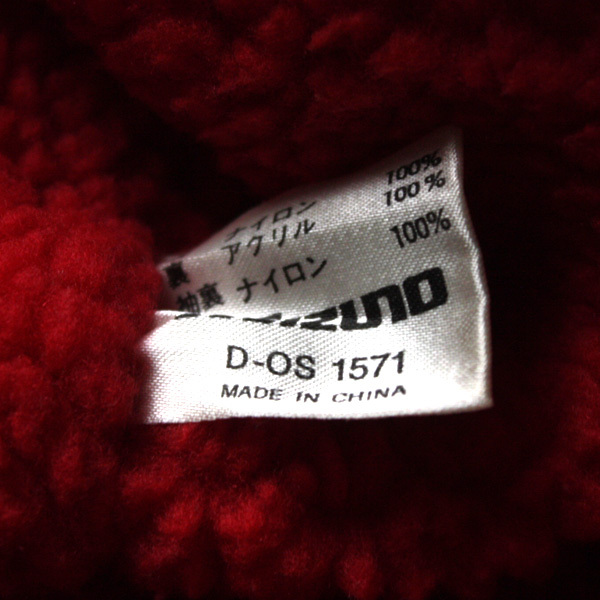 ナイロン 100%
裏 アクリル 100%
袖裏 ナイロン 100%
MIZUNO
D-OS 1571
MADE IN CHINA